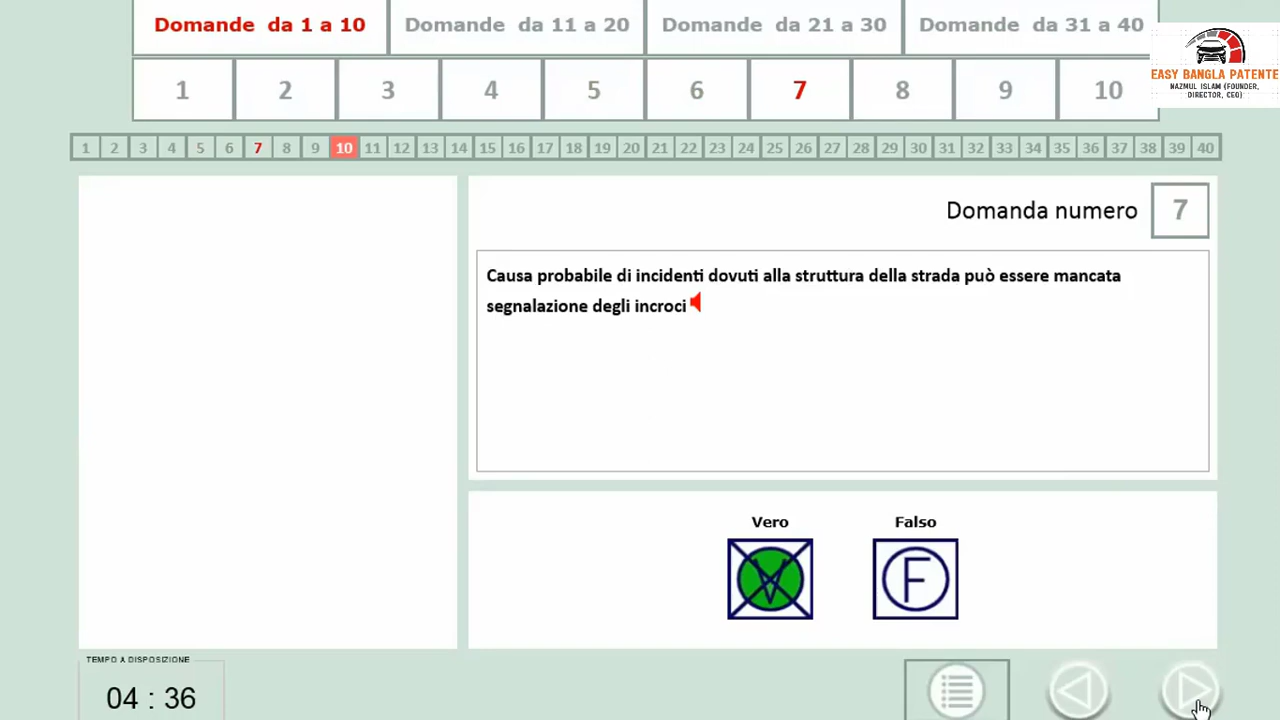 Domande da 1 a 10 Domande da 11 a 20 Domande da 21 a 30 Domande da 31 a 40
1 2 3 4 5 6 7 8 9 10
EASY BANGLA PATENTE
NAZMUL ISLAM (FOUNDER,
DIRECTOR, CEO)
1 2 3 4 5 6 7 8 9 10 11 12 13 14 15 16 17 18 19 20 21 22 23 24 25 26 27 28 29 30 31 32 33 34 35 36 37 38 39 40
Domanda numero 7
Causa probabile di incidenti dovuti alla struttura della strada può essere mancata
segnalazione degli incroci
Vero Falso
V F
TEMPO A DISPOSIZIONE
04 : 36